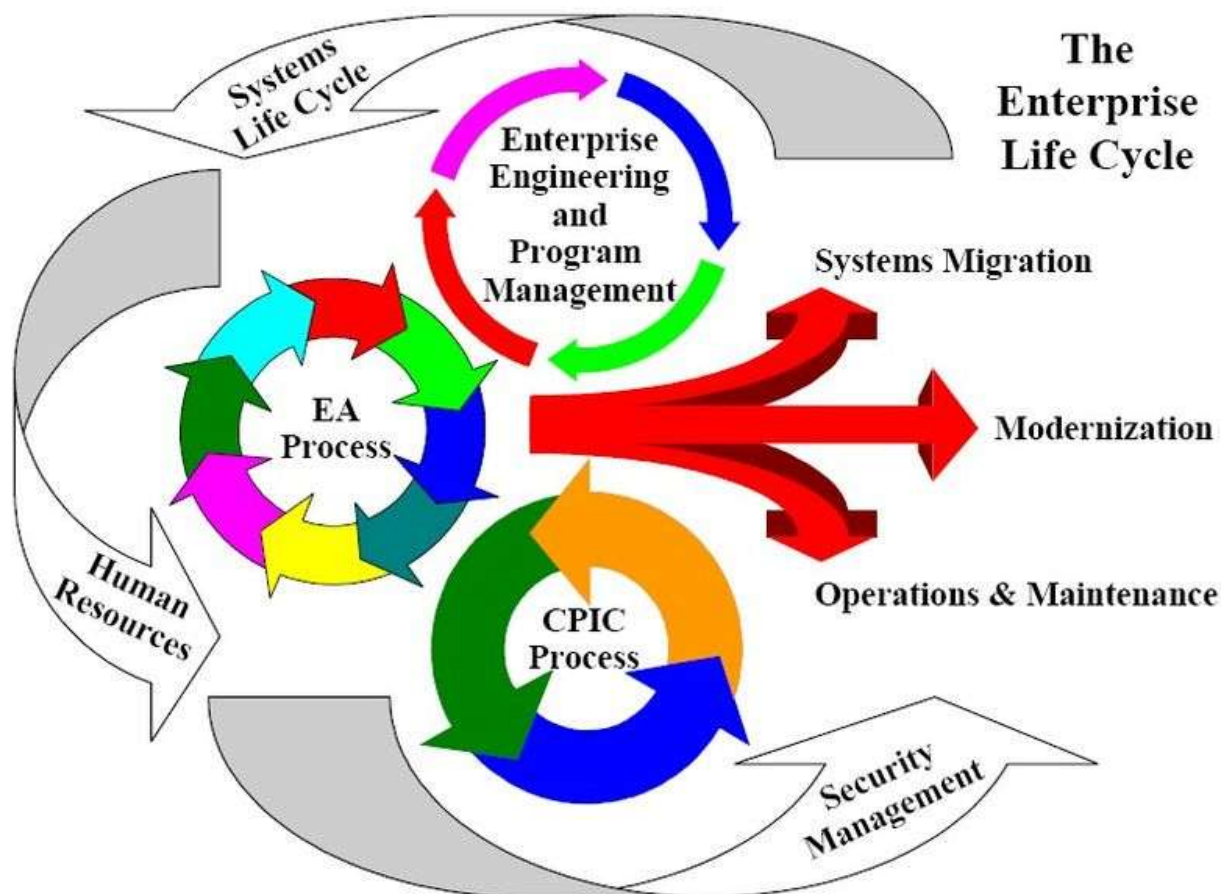 The
Enterprise
Life Cycle
Systems
Life Cycle
Enterprise
Engineering
and
Program
Management
Systems Migration
EA
Process
Modernization
Human
Resources
CPIC
Process
Operations & Maintenance
Security
Management